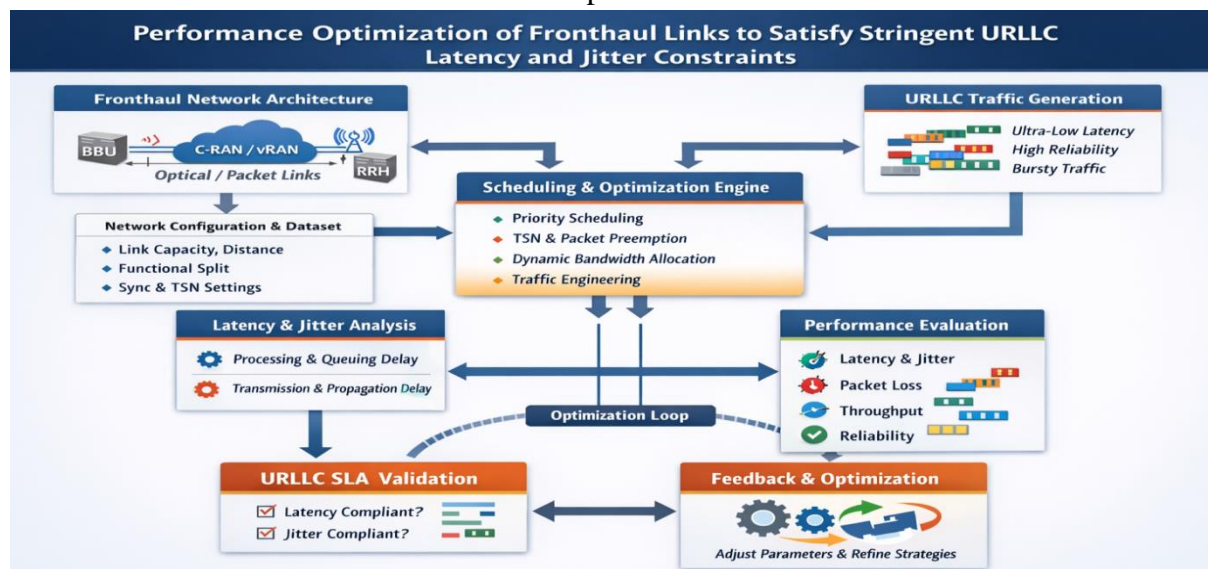 Performance Optimization of Fronthaul Links to Satisfy Stringent URLLC
Latency and Jitter Constraints
Fronthaul Network Architecture
BBU
C-RAN / vRAN
RRH
Optical / Packet Links
URLLC Traffic Generation
Ultra-Low Latency
High Reliability
Bursty Traffic
Scheduling & Optimization Engine
Priority Scheduling
TSN & Packet Preemption
Dynamic Bandwidth Allocation
Traffic Engineering
Network Configuration & Dataset
Link Capacity, Distance
Functional Split
Sync & TSN Settings
Latency & Jitter Analysis
Processing & Queuing Delay
Transmission & Propagation Delay
Performance Evaluation
Latency & Jitter
Packet Loss
Throughput
Reliability
Optimization Loop
URLLC SLA Validation
Latency Compliant?
Jitter Compliant?
Feedback & Optimization
Adjust Parameters & Refine Strategies